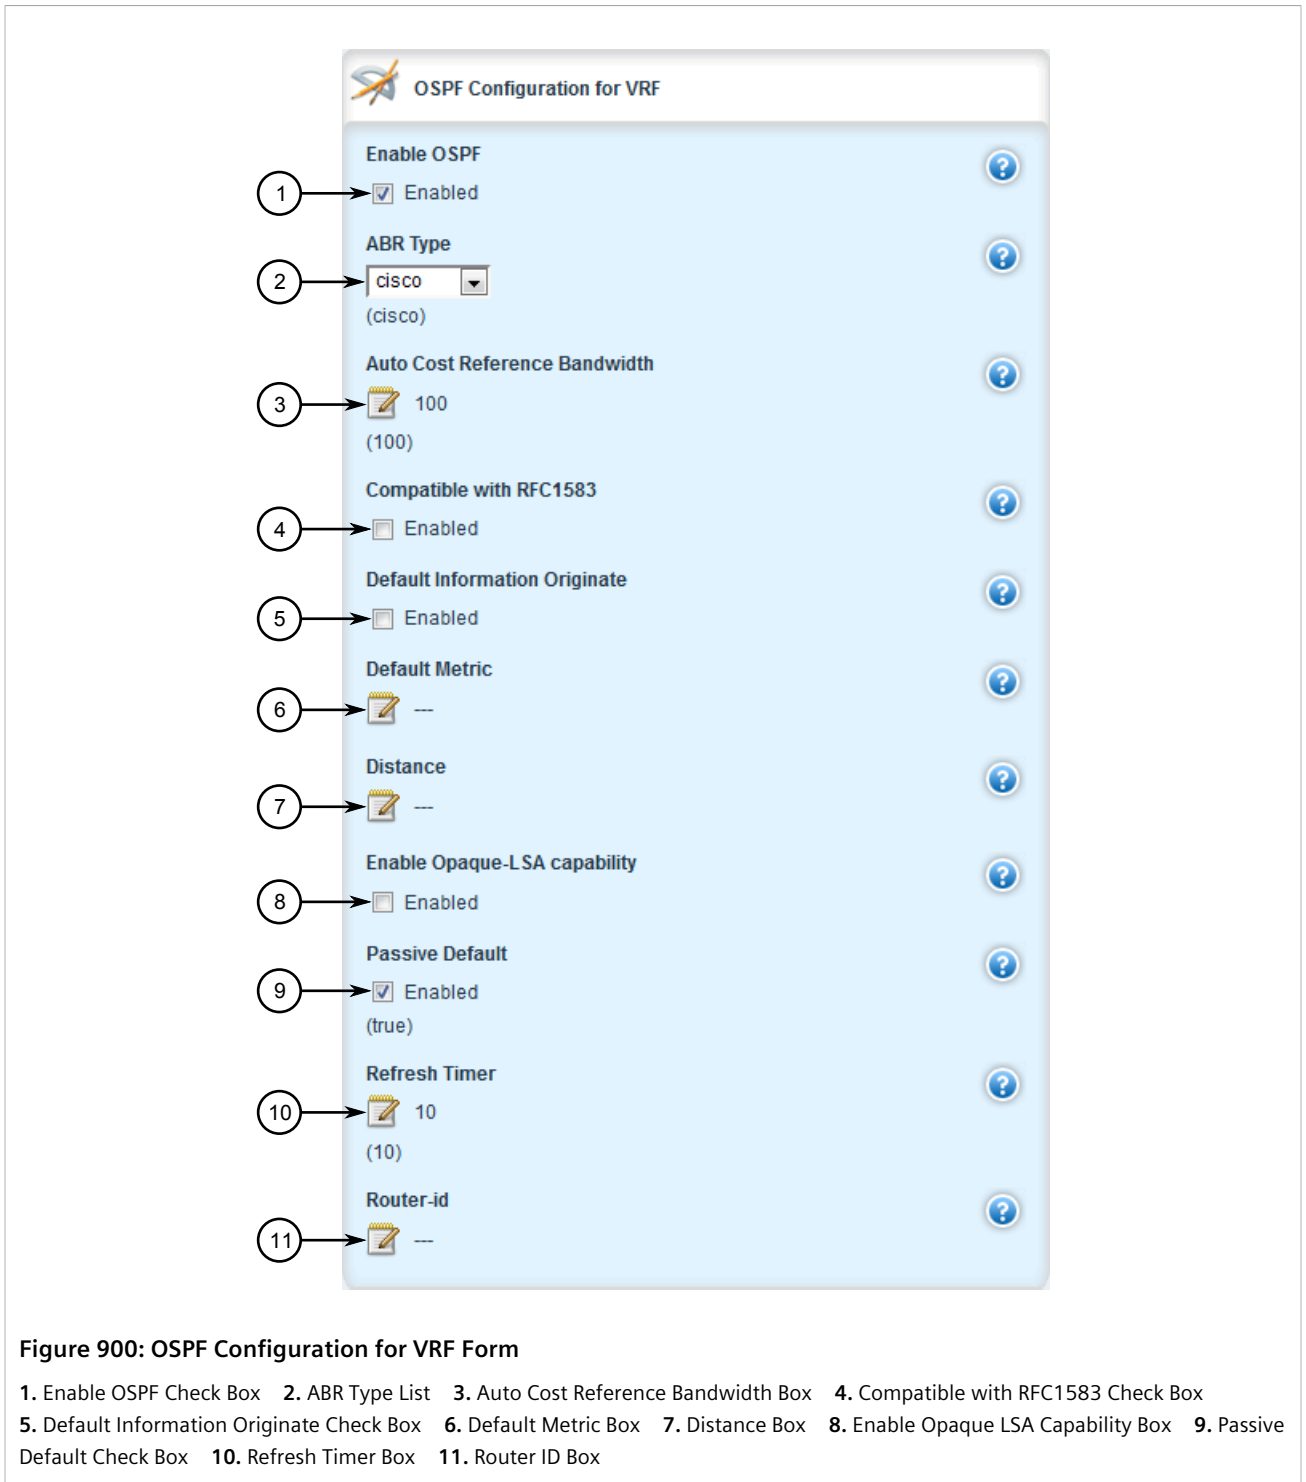 OSPF Configuration for VRF
Enable OSPF
1
Enabled
ABR Type
2
cisco
(cisco)
Auto Cost Reference Bandwidth
3
100
(100)
Compatible with RFC1583
4
Enabled
Default Information Originate
5
Enabled
Default Metric
6
---
Distance
7
---
Enable Opaque-LSA capability
8
Enabled
Passive Default
9
Enabled
(true)
Refresh Timer
10
10
(10)
Router-id
11
---
Figure 900: OSPF Configuration for VRF Form
1. Enable OSPF Check Box 2. ABR Type List 3. Auto Cost Reference Bandwidth Box 4. Compatible with RFC1583 Check Box
5. Default Information Originate Check Box 6. Default Metric Box 7. Distance Box 8. Enable Opaque LSA Capability Box 9. Passive
Default Check Box 10. Refresh Timer Box 11. Router ID Box